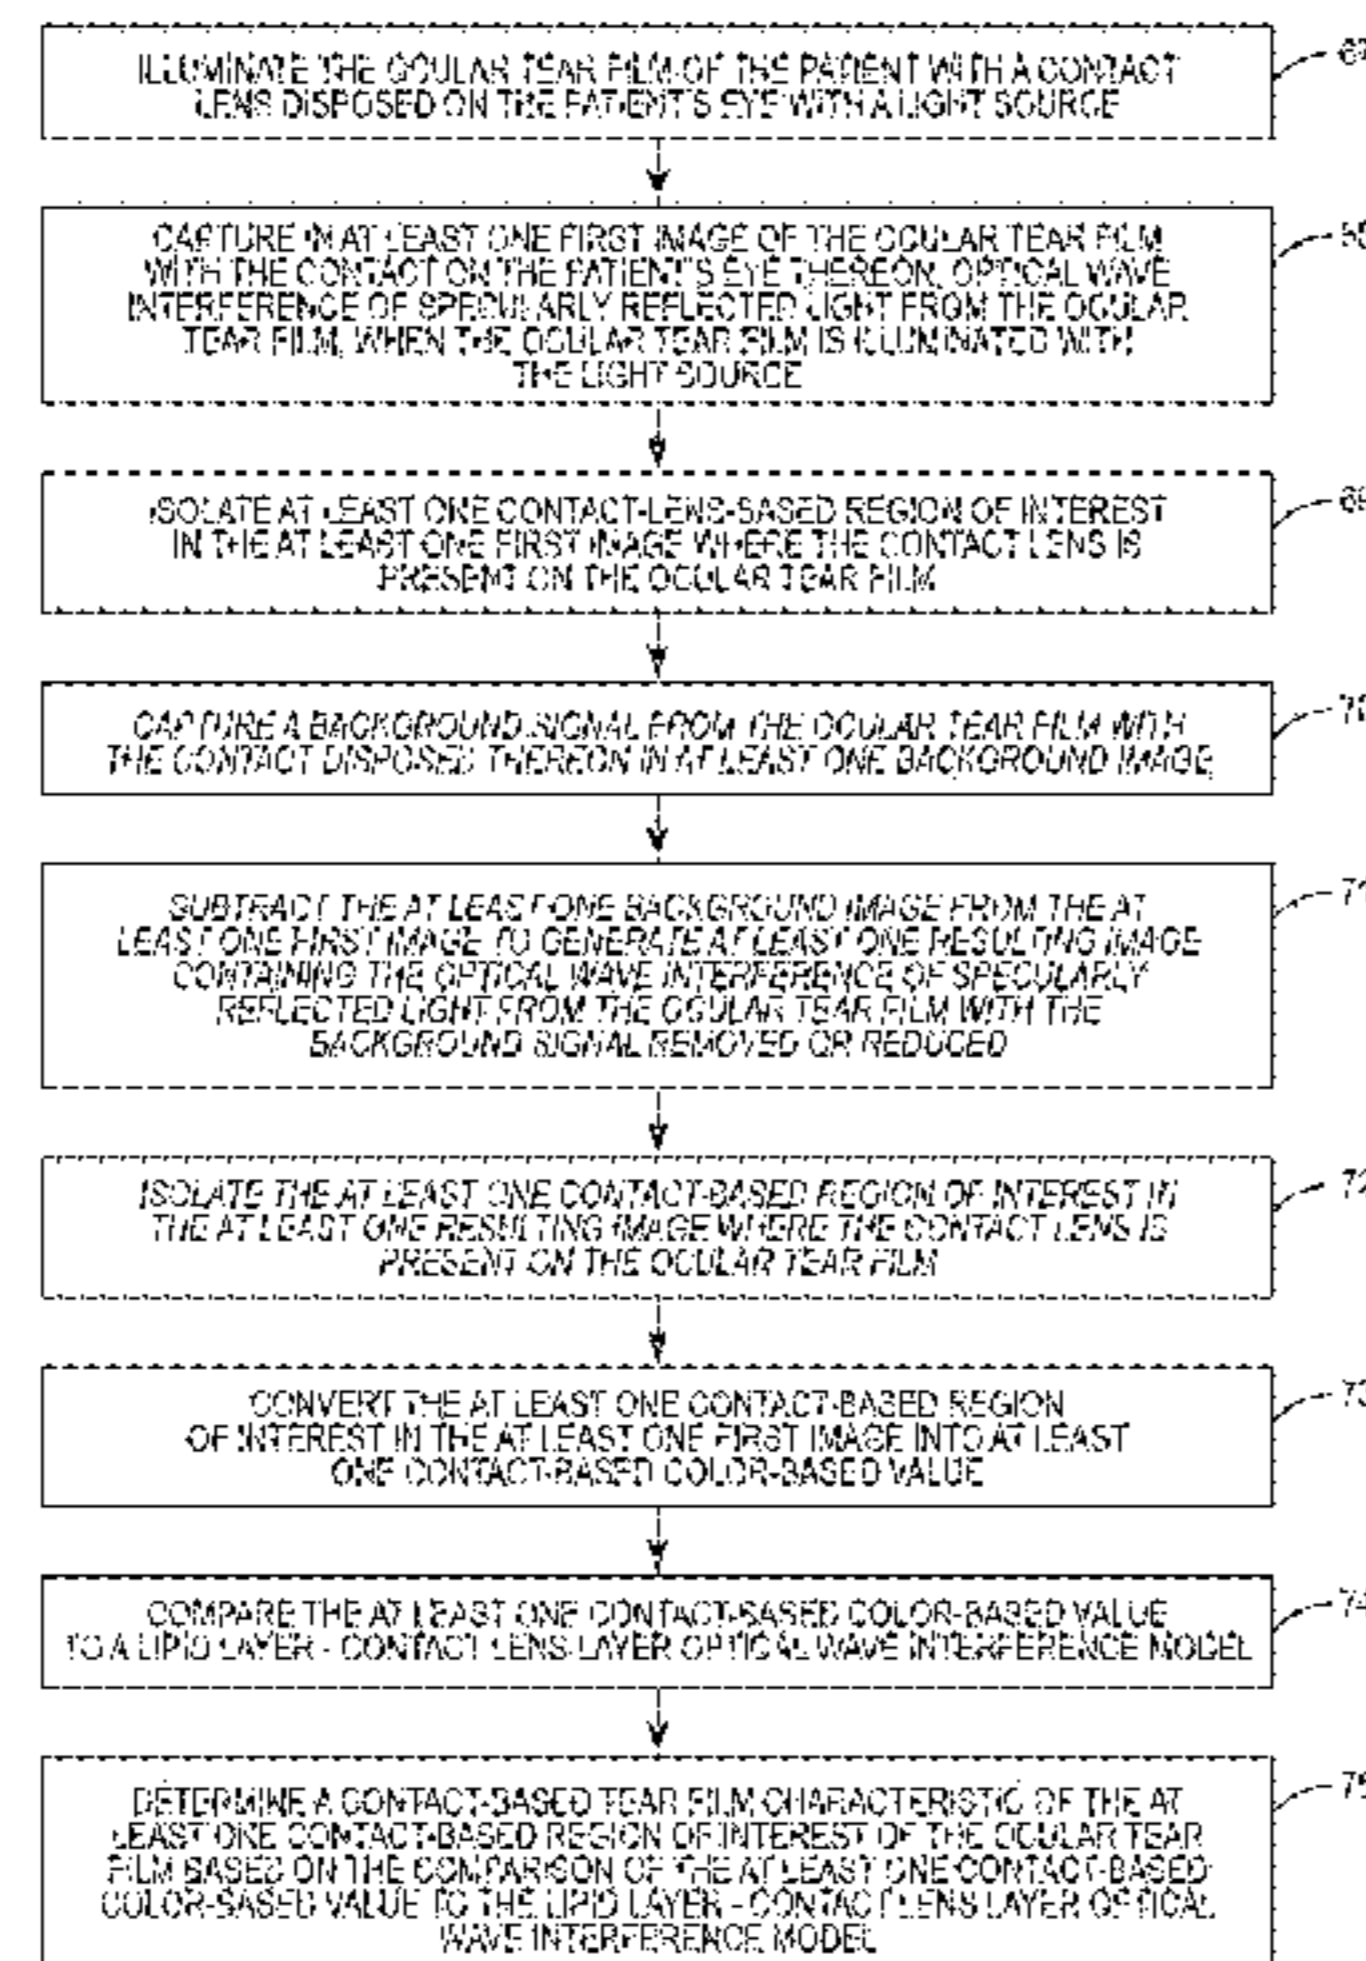 ILLUMINATE THE OCULAR TEAR FILM OF THE PATIENT WITH A CONTACT
LENS DISPOSED ON THE PATIENT'S EYE WITH A LIGHT SOURCE
CAPTURE IN AT LEAST ONE FIRST IMAGE OF THE OCULAR TEAR FILM
WITH THE CONTACT ON THE PATIENT'S EYE THEREON, OPTICAL WAVE
INTERFERENCE OF SPECULARLY REFLECTED LIGHT FROM THE OCULAR
TEAR FILM, WHEN THE OCULAR TEAR FILM IS ILLUMINATED WITH
THE LIGHT SOURCE
ISOLATE AT LEAST ONE CONTACT-LENS-BASED REGION OF INTEREST
IN THE AT LEAST ONE FIRST IMAGE WHERE THE CONTACT LENS IS
PRESENT ON THE OCULAR TEAR FILM
CAPTURE A BACKGROUND SIGNAL FROM THE OCULAR TEAR FILM WITH
THE CONTACT DISPOSED THEREON IN AT LEAST ONE BACKGROUND IMAGE
71
SUBTRACT THE AT LEAST ONE BACKGROUND IMAGE FROM THE AT
LEAST ONE FIRST IMAGE TO GENERATE AT LEAST ONE RESULTING IMAGE
CONTAINING THE OPTICAL WAVE INTERFERENCE OF SPECULARLY
REFLECTED LIGHT FROM THE OCULAR TEAR FILM WITH THE
BACKGROUND SIGNAL REMOVED OR REDUCED
72
ISOLATE THE AT LEAST ONE CONTACT-BASED REGION OF INTEREST IN
THE AT LEAST ONE RESULTING IMAGE WHERE THE CONTACT LENS IS
PRESENT ON THE OCULAR TEAR FILM
73
CONVERT THE AT LEAST ONE CONTACT-BASED REGION
OF INTEREST IN THE AT LEAST ONE FIRST IMAGE INTO AT LEAST
ONE CONTACT-BASED COLOR-BASED VALUE
74
COMPARE THE AT LEAST ONE CONTACT-BASED COLOR-BASED VALUE
TO A LIPID LAYER - CONTACT LENS LAYER OPTICAL WAVE INTERFERENCE MODEL
75
DETERMINE A CONTACT-BASED TEAR FILM CHARACTERISTIC OF THE AT
LEAST ONE CONTACT-BASED REGION OF INTEREST OF THE OCULAR TEAR
FILM BASED ON THE COMPARISON OF THE AT LEAST ONE CONTACT-BASED
COLOR-BASED VALUE TO THE LIPID LAYER - CONTACT LENS LAYER OPTICAL
WAVE INTERFERENCE MODEL